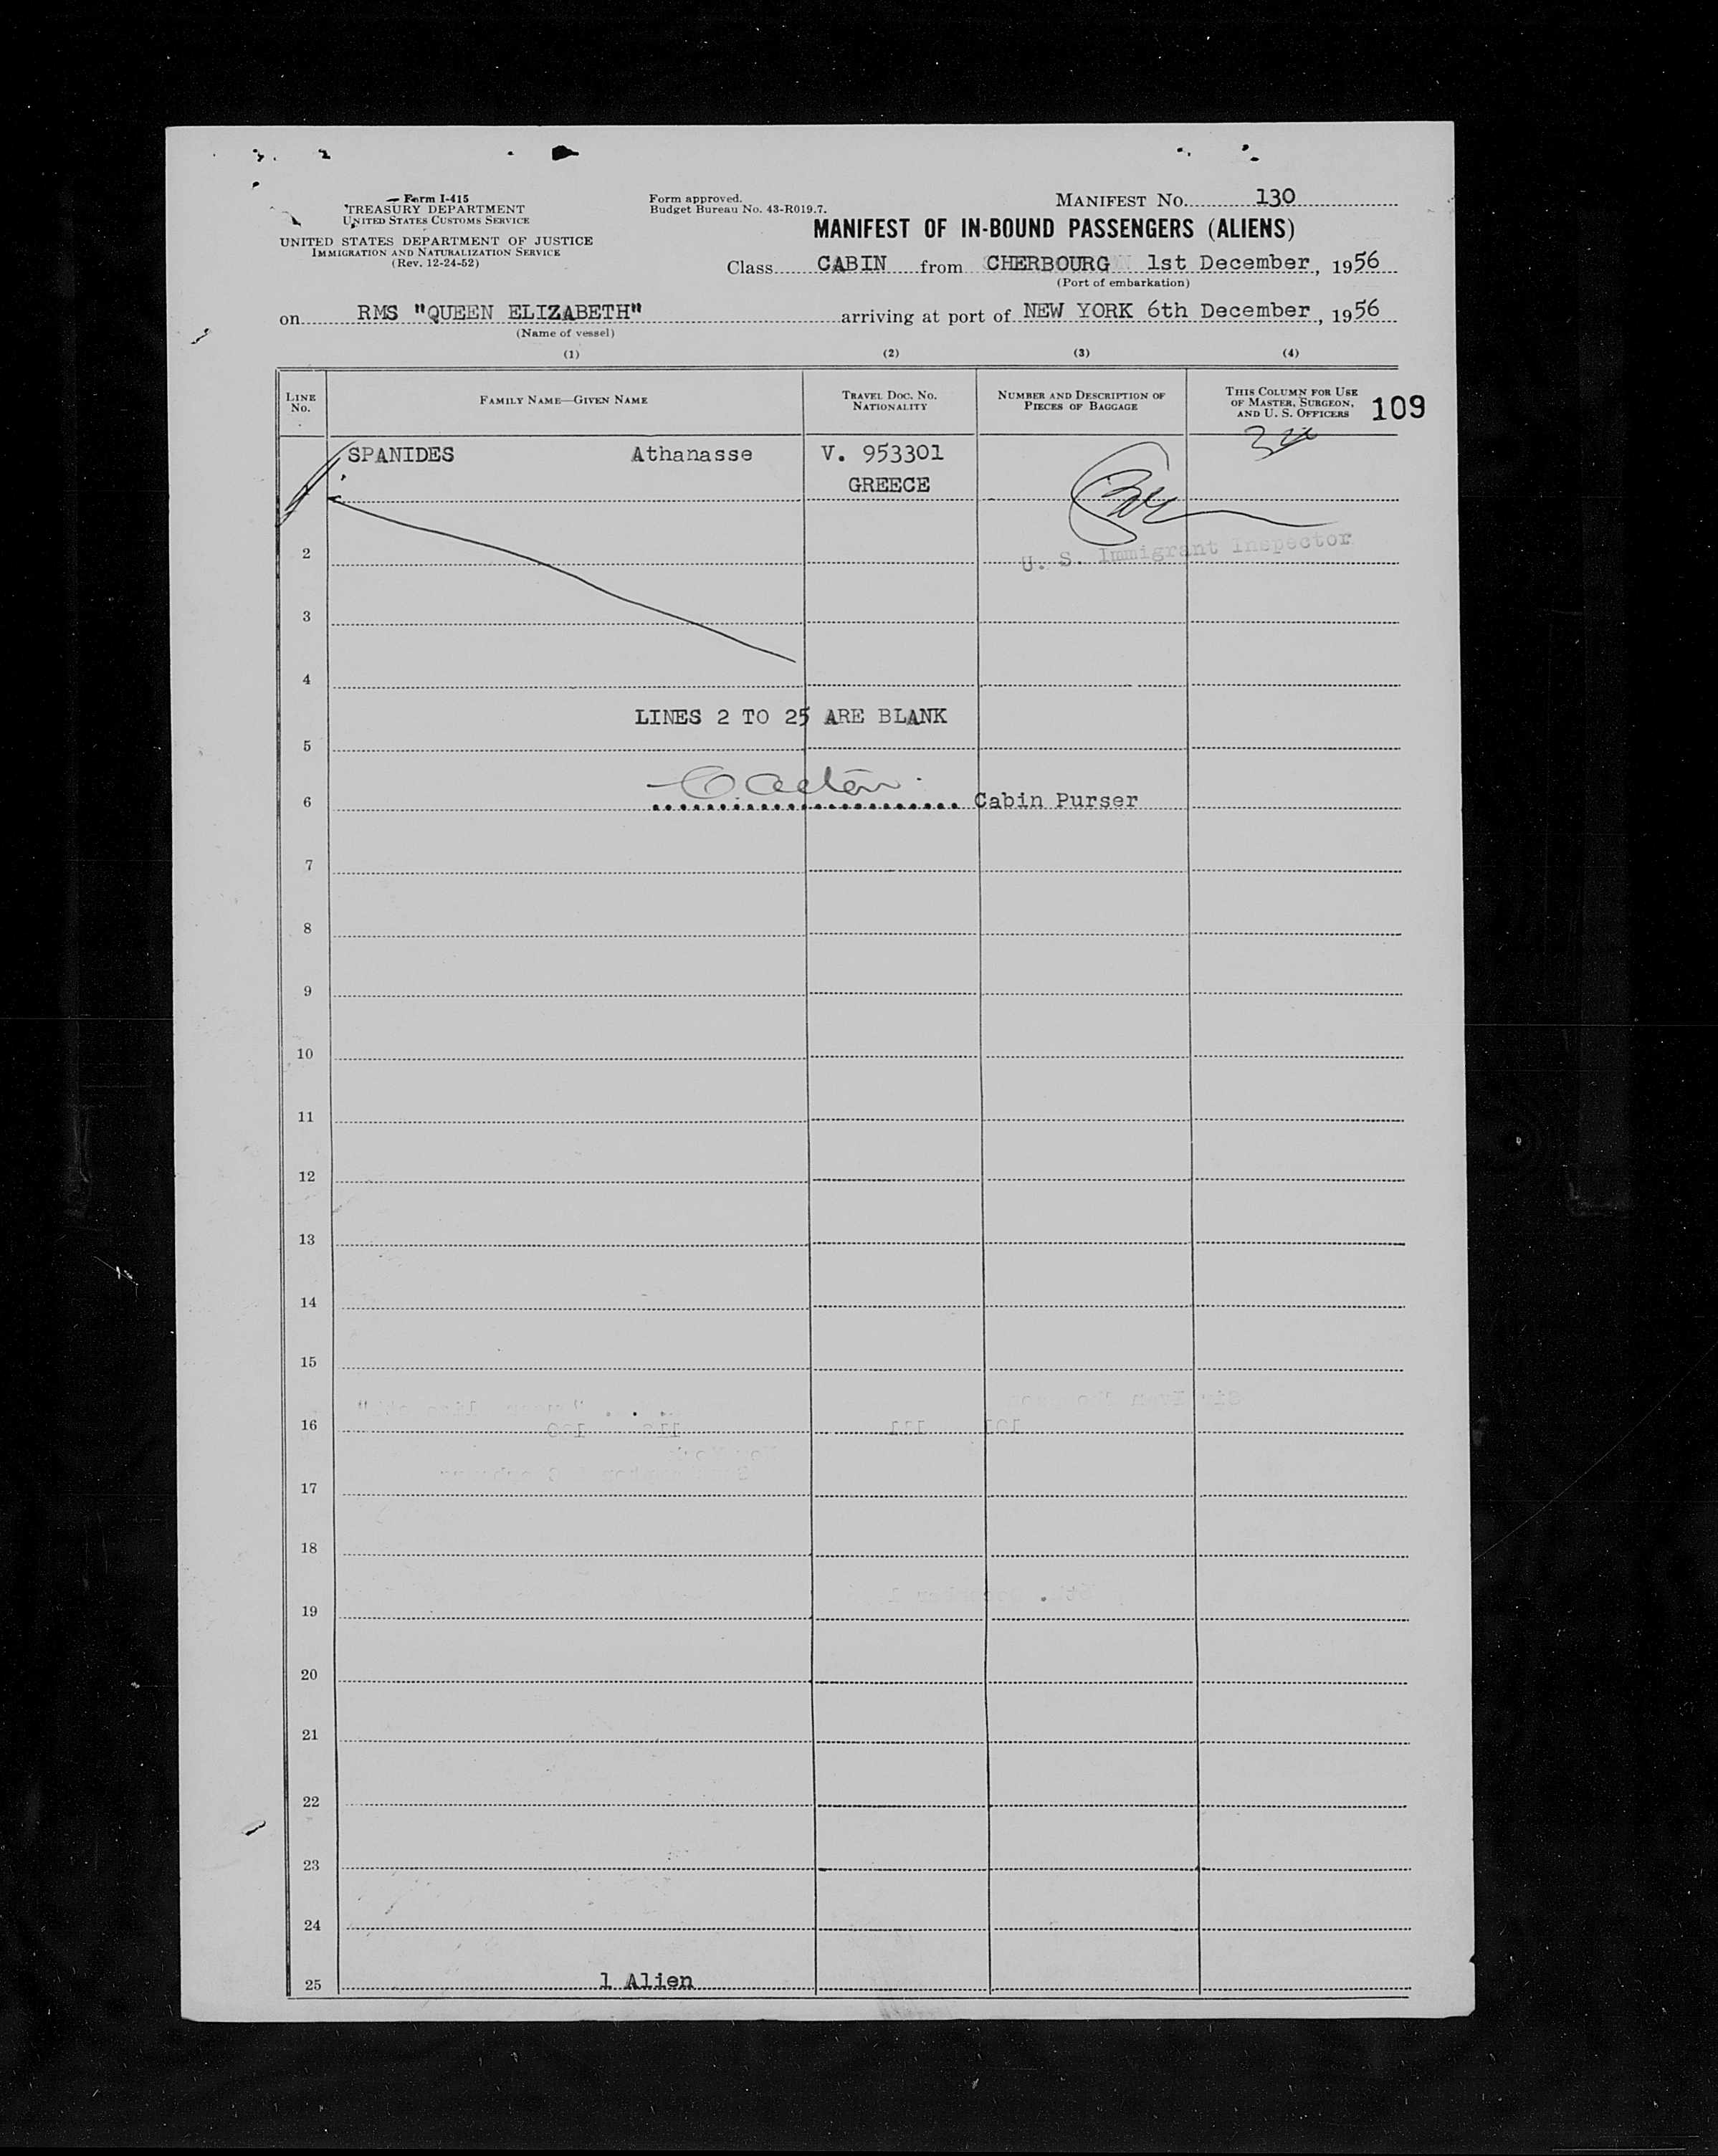 Form I-415
TREASURY DEPARTMENT
UNITED STATES CUSTOMS SERVICE
UNITED STATES DEPARTMENT OF JUSTICE
IMMIGRATION AND NATURALIZATION SERVICE
(Rev. 12-24-52)
Form approved.
Budget Bureau No. 43-R019.7.
MANIFEST NO. 130
MANIFEST OF IN-BOUND PASSENGERS (ALIENS)
Class CABIN from CHERBOURG 1st December, 1956
(Port of embarkation)
on RMS "QUEEN ELIZABETH" arriving at port of NEW YORK 6th December, 1956
(Name of vessel)
(1) (2) (3) (4)
LINE No. FAMILY NAME—GIVEN NAME TRAVEL DOC. NO. NATIONALITY NUMBER AND DESCRIPTION OF PIECES OF BAGGAGE THIS COLUMN FOR USE OF MASTER, SURGEON, AND U. S. OFFICERS 109
SPANIDES Athanasse V. 953301
GREECE
U. S. Immigrant Inspector
2
3
4
LINES 2 TO 25 ARE BLANK
5
6 Cabin Purser
7
8
9
10
11
12
13
14
15
16
17
18
19
20
21
22
23
24
25 1 Alien